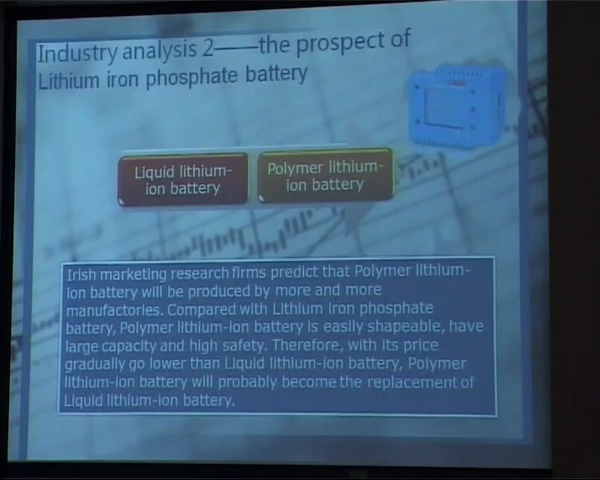 Industry analysis 2——the prospect of
Lithium iron phosphate battery
Liquid lithium-
ion battery
Polymer lithium-
ion battery
Irish marketing research firms predict that Polymer lithium-
ion battery will be produced by more and more
manufactories. Compared with Lithium iron phosphate
battery, Polymer lithium-ion battery is easily shapeable, have
large capacity and high safety. Therefore, with its price
gradually go lower than Liquid lithium-ion battery, Polymer
lithium-ion battery will probably become the replacement of
Liquid lithium-ion battery.